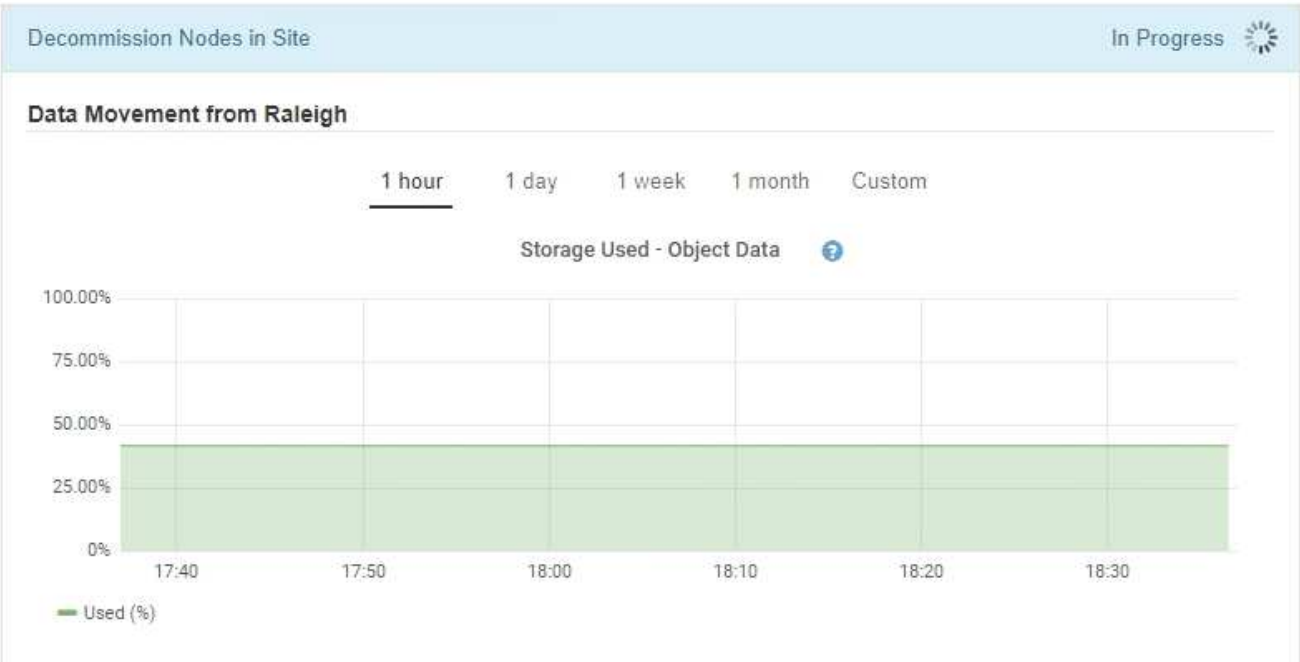 Decommission Nodes in Site In Progress
Data Movement from Raleigh
1 hour 1 day 1 week 1 month Custom
Storage Used - Object Data ?
100.00%
75.00%
50.00%
25.00%
0%
17:40 17:50 18:00 18:10 18:20 18:30
Used (%)